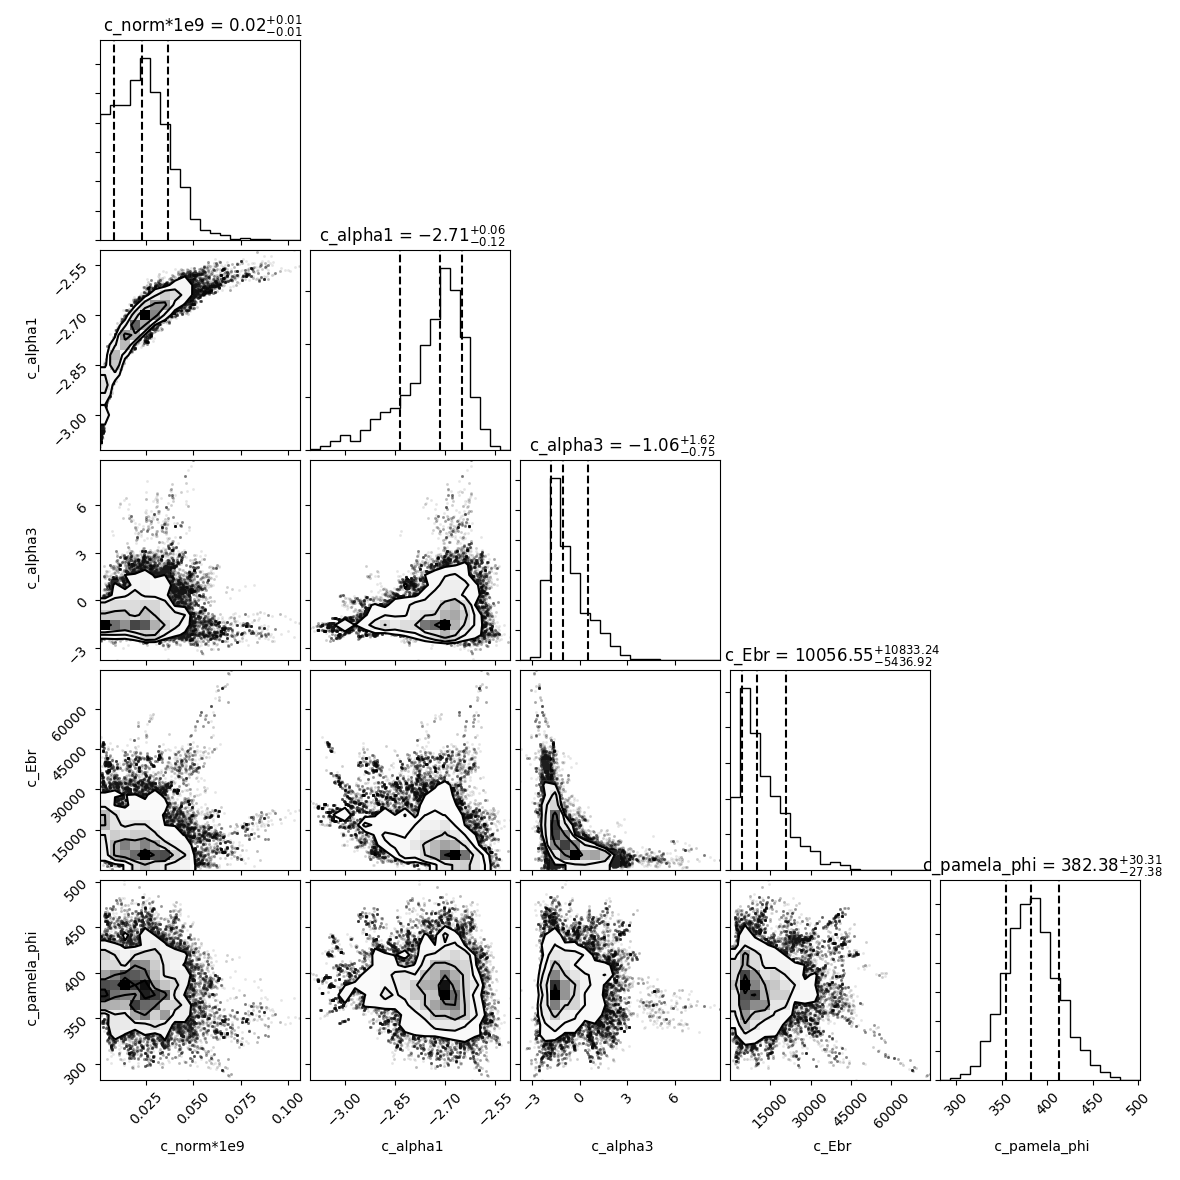 c_norm*1e9 = 0.02+0.01−0.01
c_alpha1 = −2.71+0.06−0.12
−2.55
−2.70
−2.85
−3.00
c_alpha1
c_alpha3 = −1.06+1.62−0.75
6
3
0
−3
c_alpha3
c_Ebr = 10056.55+10833.24−5436.92
60000
45000
30000
15000
c_Ebr
c_pamela_phi = 382.38+30.31−27.38
500
450
400
350
300
c_pamela_phi
0.025 0.050 0.075 0.100
−3.00 −2.85 −2.70 −2.55
−3 0 3 6
15000 30000 45000 60000
300 350 400 450 500
c_norm*1e9
c_alpha1
c_alpha3
c_Ebr
c_pamela_phi